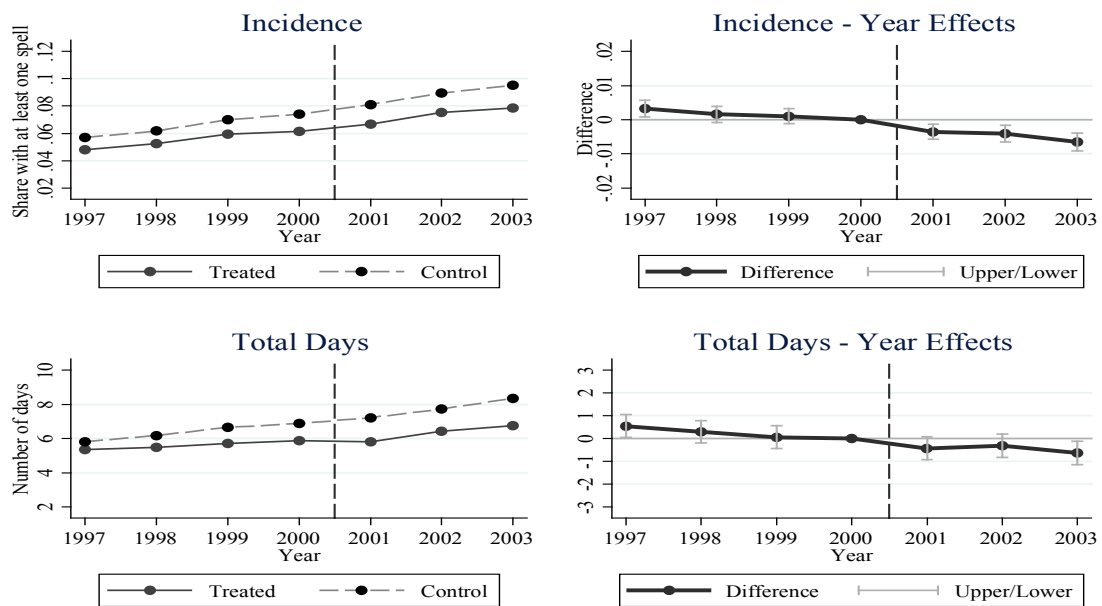 Incidence
Share with at least one spell
.02 .04 .06 .08 .1 .12
1997 1998 1999 2000 2001 2002 2003
Year
Treated Control
Incidence - Year Effects
Difference
-.02 -.01 0 .01 .02
1997 1998 1999 2000 2001 2002 2003
Year
Difference Upper/Lower
Total Days
Number of days
2 4 6 8 10
1997 1998 1999 2000 2001 2002 2003
Year
Treated Control
Total Days - Year Effects
-3 -2 -1 0 1 2 3
1997 1998 1999 2000 2001 2002 2003
Year
Difference Upper/Lower